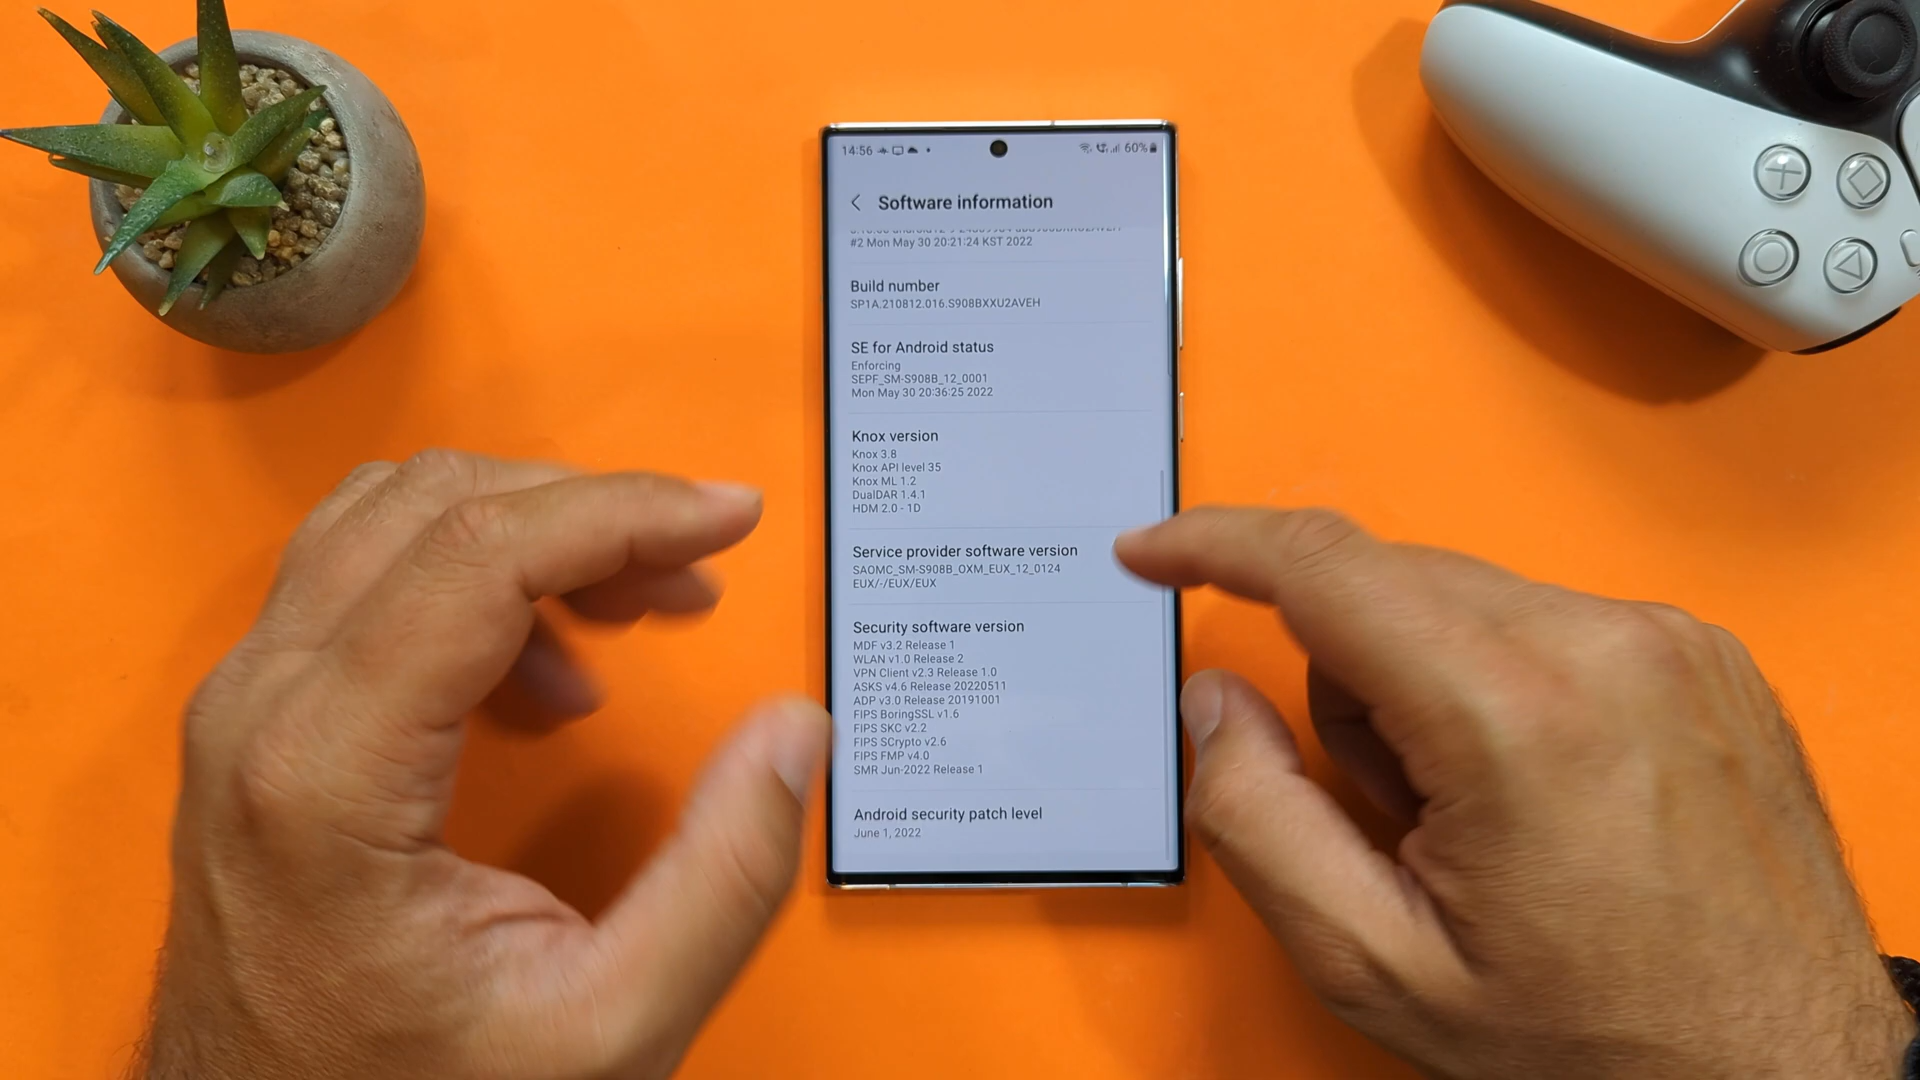 14:56
60%
Software information
#2 Mon May 30 20:21:24 KST 2022
Build number
SP1A.210812.016.S908BXXU2AVEH
SE for Android status
Enforcing
SEPF_SM-S908B_12_0001
Mon May 30 20:36:25 2022
Knox version
Knox 3.8
Knox API level 35
Knox ML 1.2
DualDAR 1.4.1
HDM 2.0 - 1D
Service provider software version
SAOMC_SM-S908B_OXM_EUX_12_0124
EUX/-/EUX/EUX
Security software version
MDF v3.2 Release 1
WLAN v1.0 Release 2
VPN Client v2.3 Release 1.0
ASKS v4.6 Release 20220511
ADP v3.0 Release 20191001
FIPS BoringSSL v1.6
FIPS SKC v2.2
FIPS SCrypto v2.6
FIPS FMP v4.0
SMR Jun-2022 Release 1
Android security patch level
June 1, 2022